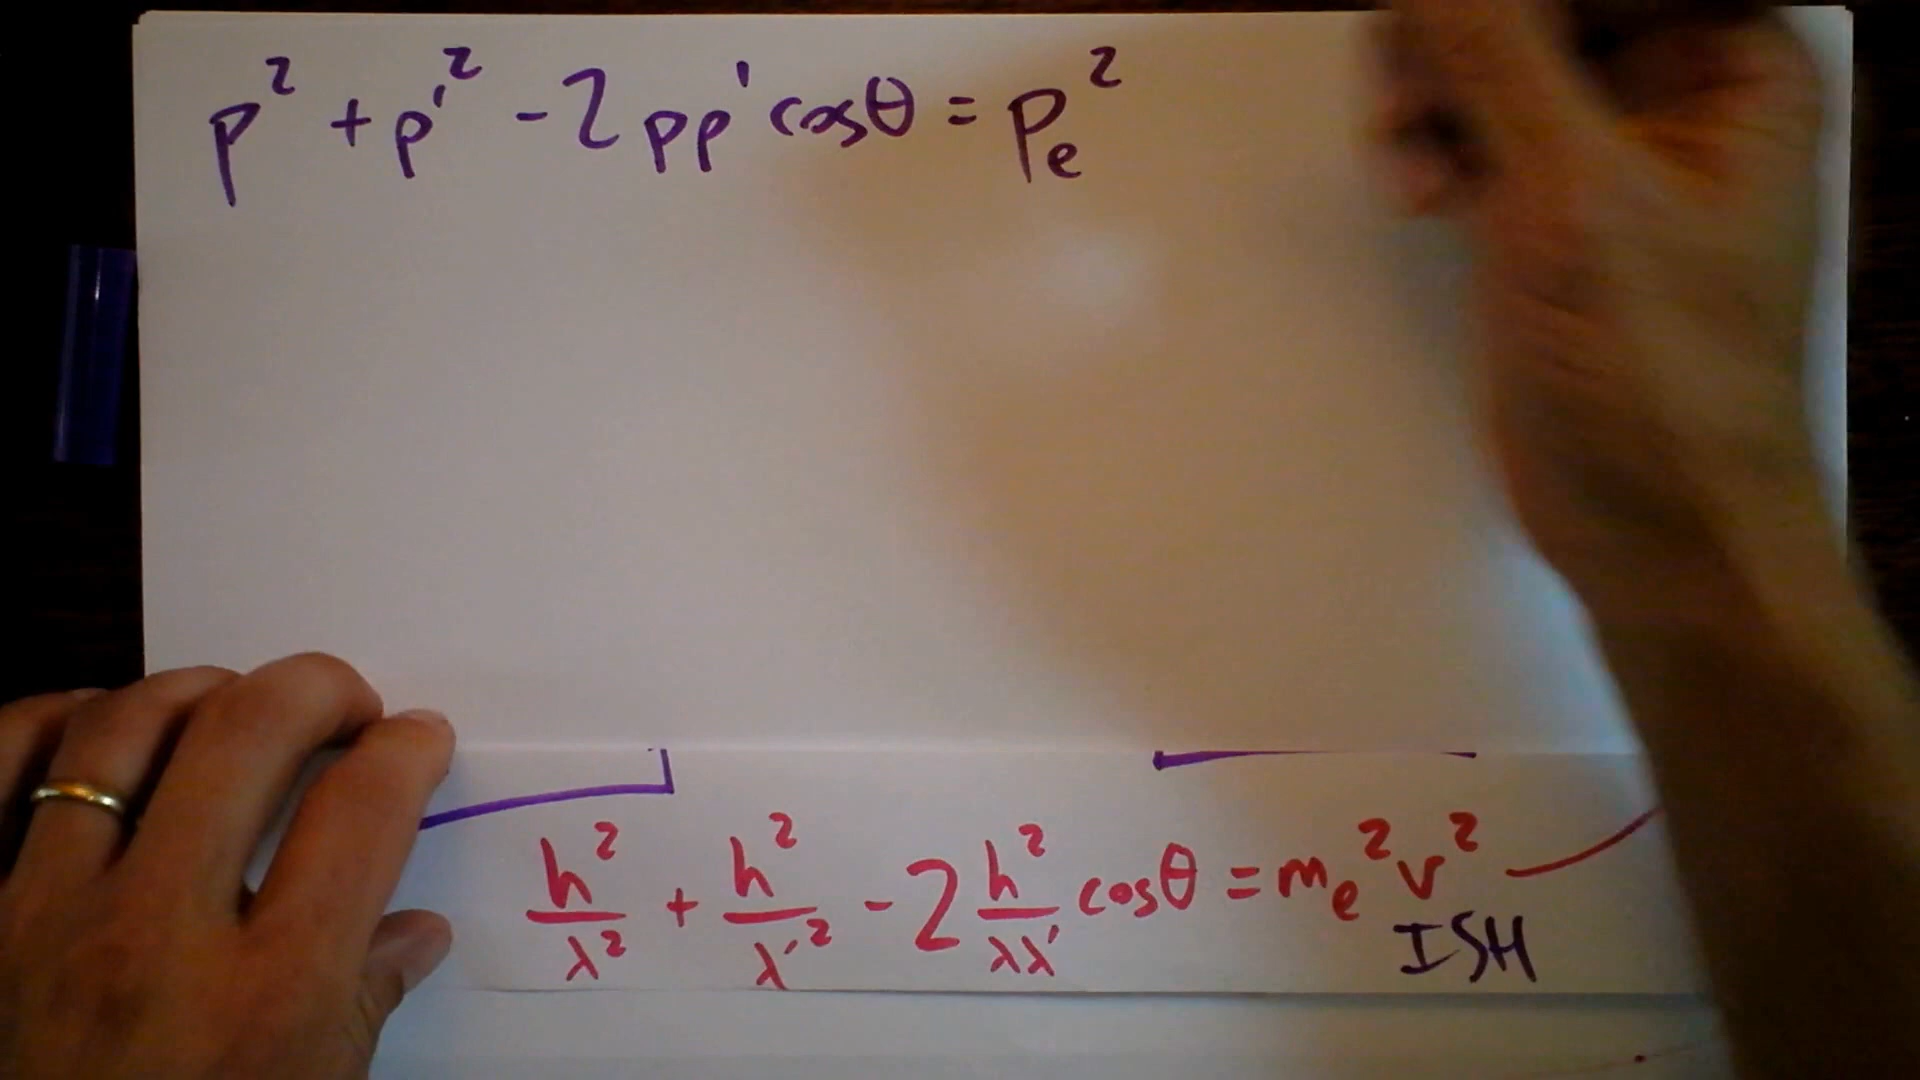 p² + p'² - 2pp' cosθ = pₑ²
h²/λ² + h²/λ'² - 2 h²/λλ' cosθ = mₑ²v²
ISH